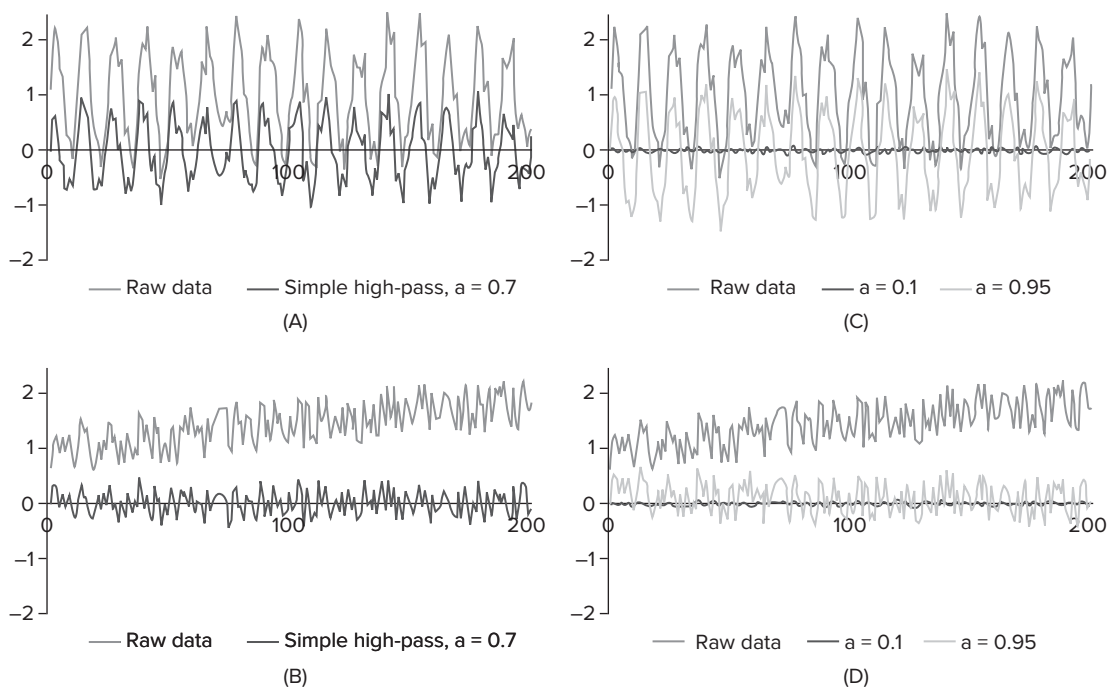 2
1
0
−1
−2
0
100
200
Raw data
Simple high-pass, a = 0.7
(A)
2
1
0
−1
−2
0
100
200
Raw data
a = 0.1
a = 0.95
(C)
2
1
0
−1
−2
0
100
200
Raw data
Simple high-pass, a = 0.7
(B)
2
1
0
−1
−2
0
100
200
Raw data
a = 0.1
a = 0.95
(D)